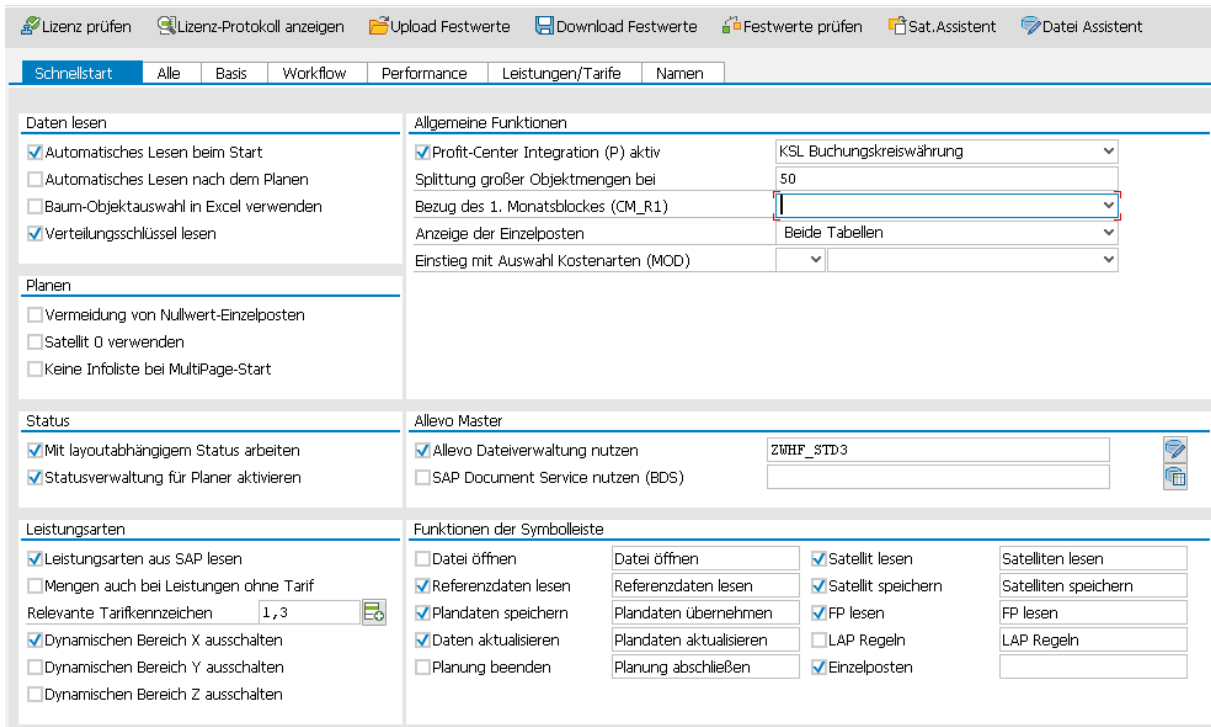 Lizenz prüfen Lizenz-Protokoll anzeigen Upload Festwerte Download Festwerte Festwerte prüfen Sat.Assistent Datei Assistent
Schnellstart Alle Basis Workflow Performance Leistungen/Tarife Namen
Daten lesen
Automatisches Lesen beim Start
Automatisches Lesen nach dem Planen
Baum-Objektauswahl in Excel verwenden
Verteilungsschlüssel lesen
Allgemeine Funktionen
Profit-Center Integration (P) aktiv KSL Buchungskreiswährung
Splittung großer Objektmengen bei 50
Bezug des 1. Monatsblockes (CM_R1)
Anzeige der Einzelposten Beide Tabellen
Einstieg mit Auswahl Kostenarten (MOD)
Planen
Vermeidung von Nullwert-Einzelposten
Satellit 0 verwenden
Keine Infoliste bei MultiPage-Start
Status
Mit layoutabhängigem Status arbeiten
Statusverwaltung für Planer aktivieren
Allevo Master
Allevo Dateiverwaltung nutzen ZWHF_STD3
SAP Document Service nutzen (BDS)
Leistungsarten
Leistungsarten aus SAP lesen
Mengen auch bei Leistungen ohne Tarif
Relevante Tarifkennzeichen 1,3
Dynamischen Bereich X ausschalten
Dynamischen Bereich Y ausschalten
Dynamischen Bereich Z ausschalten
Funktionen der Symbolleiste
Datei öffnen Datei öffnen Satellit lesen Satelliten lesen
Referenzdaten lesen Referenzdaten lesen Satellit speichern Satelliten speichern
Plandaten speichern Plandaten übernehmen FP lesen FP lesen
Daten aktualisieren Plandaten aktualisieren LAP Regeln LAP Regeln
Planung beenden Planung abschließen Einzelposten